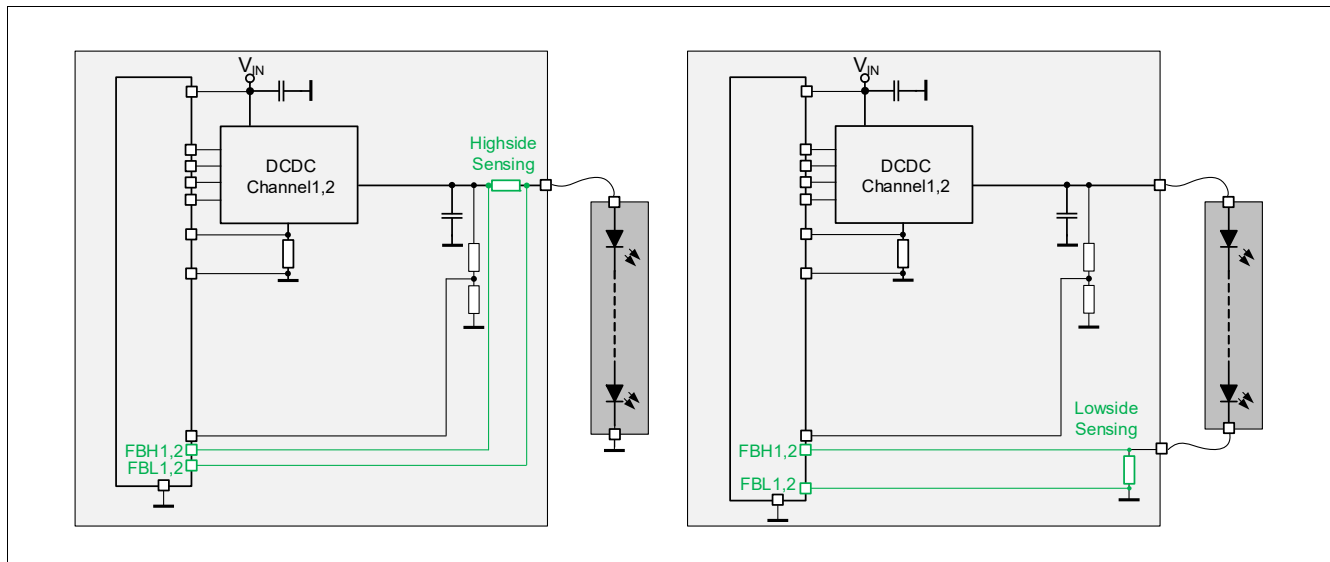 VIN
DCDC
Channel1,2
Highside
Sensing
FBH1,2
FBL1,2
VIN
DCDC
Channel1,2
Lowside
Sensing
FBH1,2
FBL1,2